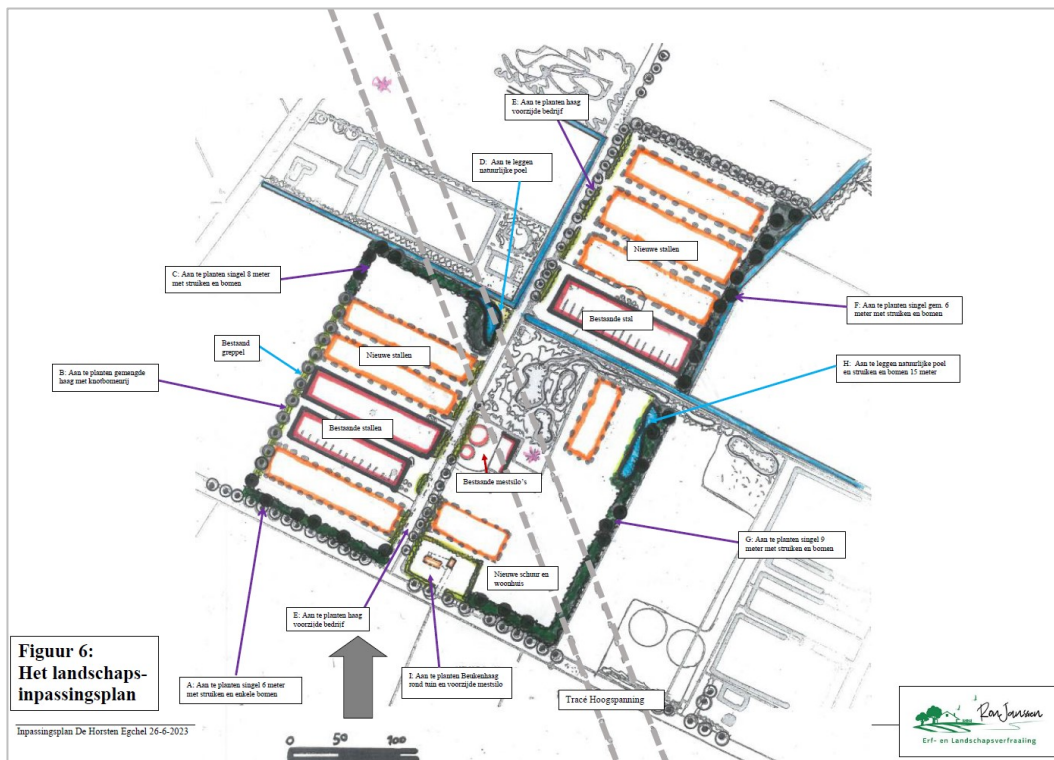 E: Aan te planten haag
voorzijde bedrijf
D: Aan te leggen
natuurlijke poel
Nieuwe stallen
C: Aan te planten singel 8 meter
met struiken en bomen
F: Aan te planten singel gem. 6
meter met struiken en bomen
Bestaande stal
Bestaand
greppel
Nieuwe stallen
H: Aan te leggen natuurlijke poel
en struiken en bomen 15 meter
B: Aan te planten gemengde
haag met knotbomenrij
Bestaande stallen
Bestaande mestsilo's
G: Aan te planten singel 9
meter met struiken en bomen
Nieuwe schuur en
woonhuis
E: Aan te planten haag
voorzijde bedrijf
Figuur 6:
Het landschaps-
inpassingsplan
A: Aan te planten singel 6 meter
met struiken en enkele bomen
I: Aan te planten Beukenhaag
rond tuin en voorzijde mestsilo
Tracé Hoogspanning
Inpassingsplan De Horsten Egchel 26-6-2023
0 50 100
Ron Janssen
Erf- en Landschapsverfraaiing